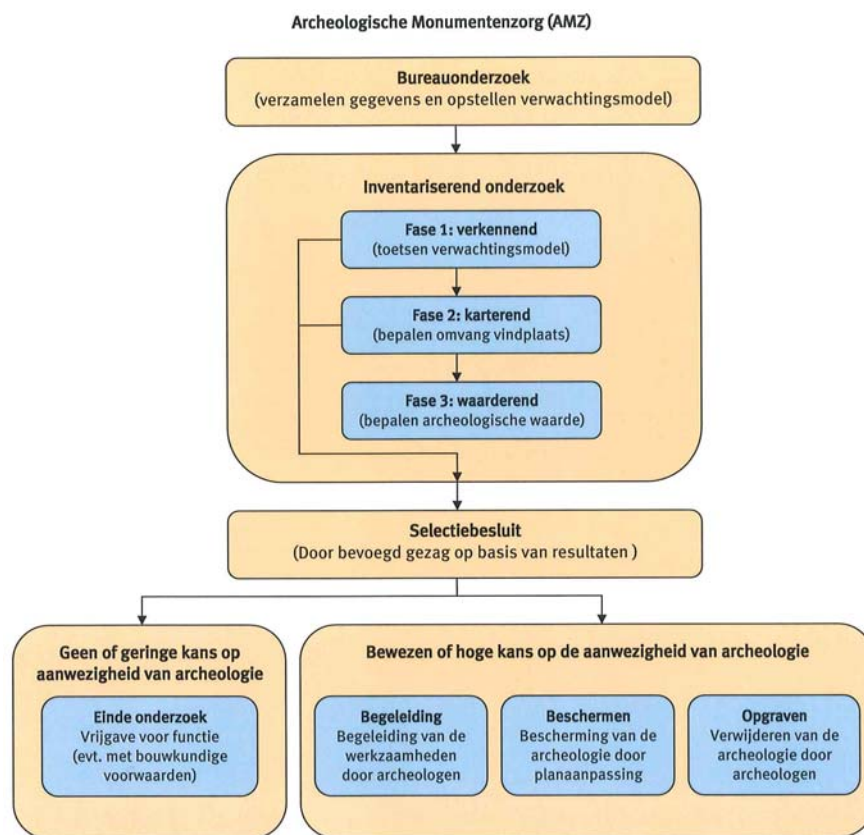 Archeologische Monumentenzorg (AMZ)
Bureauonderzoek
(verzamelen gegevens en opstellen verwachtingsmodel)
Inventariserend onderzoek
Fase 1: verkennend
(toetsen verwachtingsmodel)
Fase 2: karterend
(bepalen omvang vindplaats)
Fase 3: waarderend
(bepalen archeologische waarde)
Selectiebesluit
(Door bevoegd gezag op basis van resultaten )
Geen of geringe kans op
aanwezigheid van archeologie
Einde onderzoek
Vrijgave voor functie
(evt. met bouwkundige
voorwaarden)
Bewezen of hoge kans op de aanwezigheid van archeologie
Begeleiding
Begeleiding van de
werkzaamheden
door archeologen
Beschermen
Bescherming van de
archeologie door
planaanpassing
Opgraven
Verwijderen van de
archeologie door
archeologen